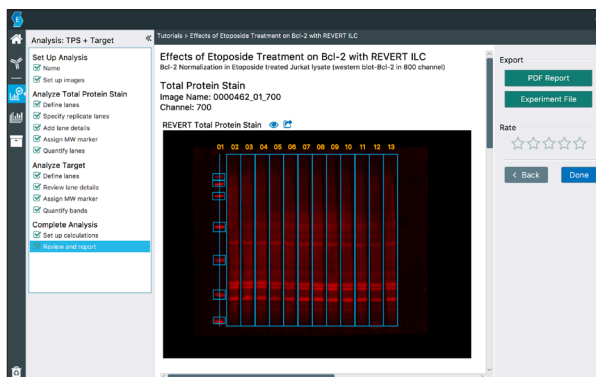 E
Analysis: TPS + Target
«
Set Up Analysis
Name
Set up images
Analyze Total Protein Stain
Define lanes
Specify replicate lanes
Add lane details
Assign MW marker
Quantify lanes
Analyze Target
Define lanes
Review lane details
Assign MW marker
Quantify bands
Complete Analysis
Set up calculations
Review and report
Tutorials > Effects of Etoposide Treatment on Bcl-2 with REVERT ILC
Effects of Etoposide Treatment on Bcl-2 with REVERT ILC
Bcl-2 Normalization in Etoposide treated Jurkat lysate (western blot-Bcl-2 in 800 channel)
Total Protein Stain
Image Name: 0000462_01_700
Channel: 700
REVERT Total Protein Stain
01 02 03 04 05 06 07 08 09 10 11 12 13
Export
PDF Report
Experiment File
Rate
< Back
Done